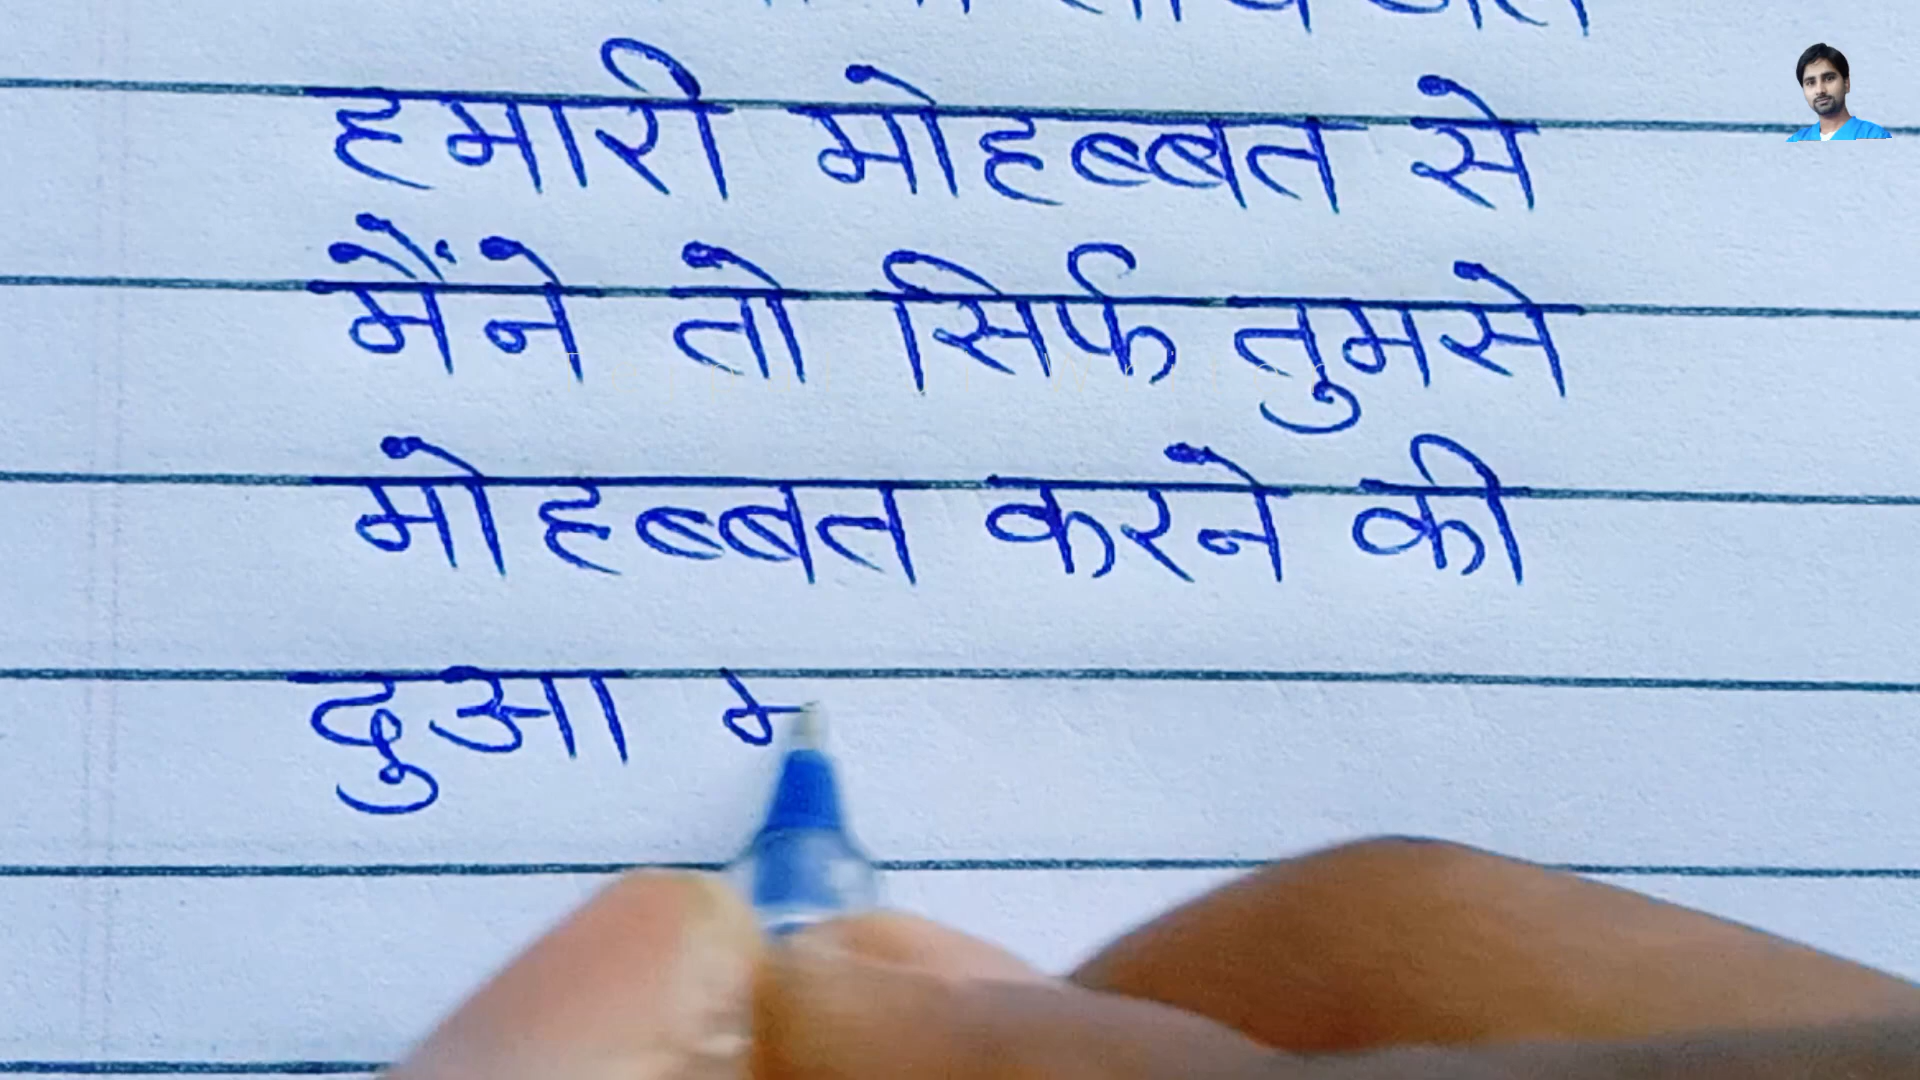 हमारी मोहब्बत से
मैंने तो सिर्फ तुमसे
मोहब्बत करने की
दुआ